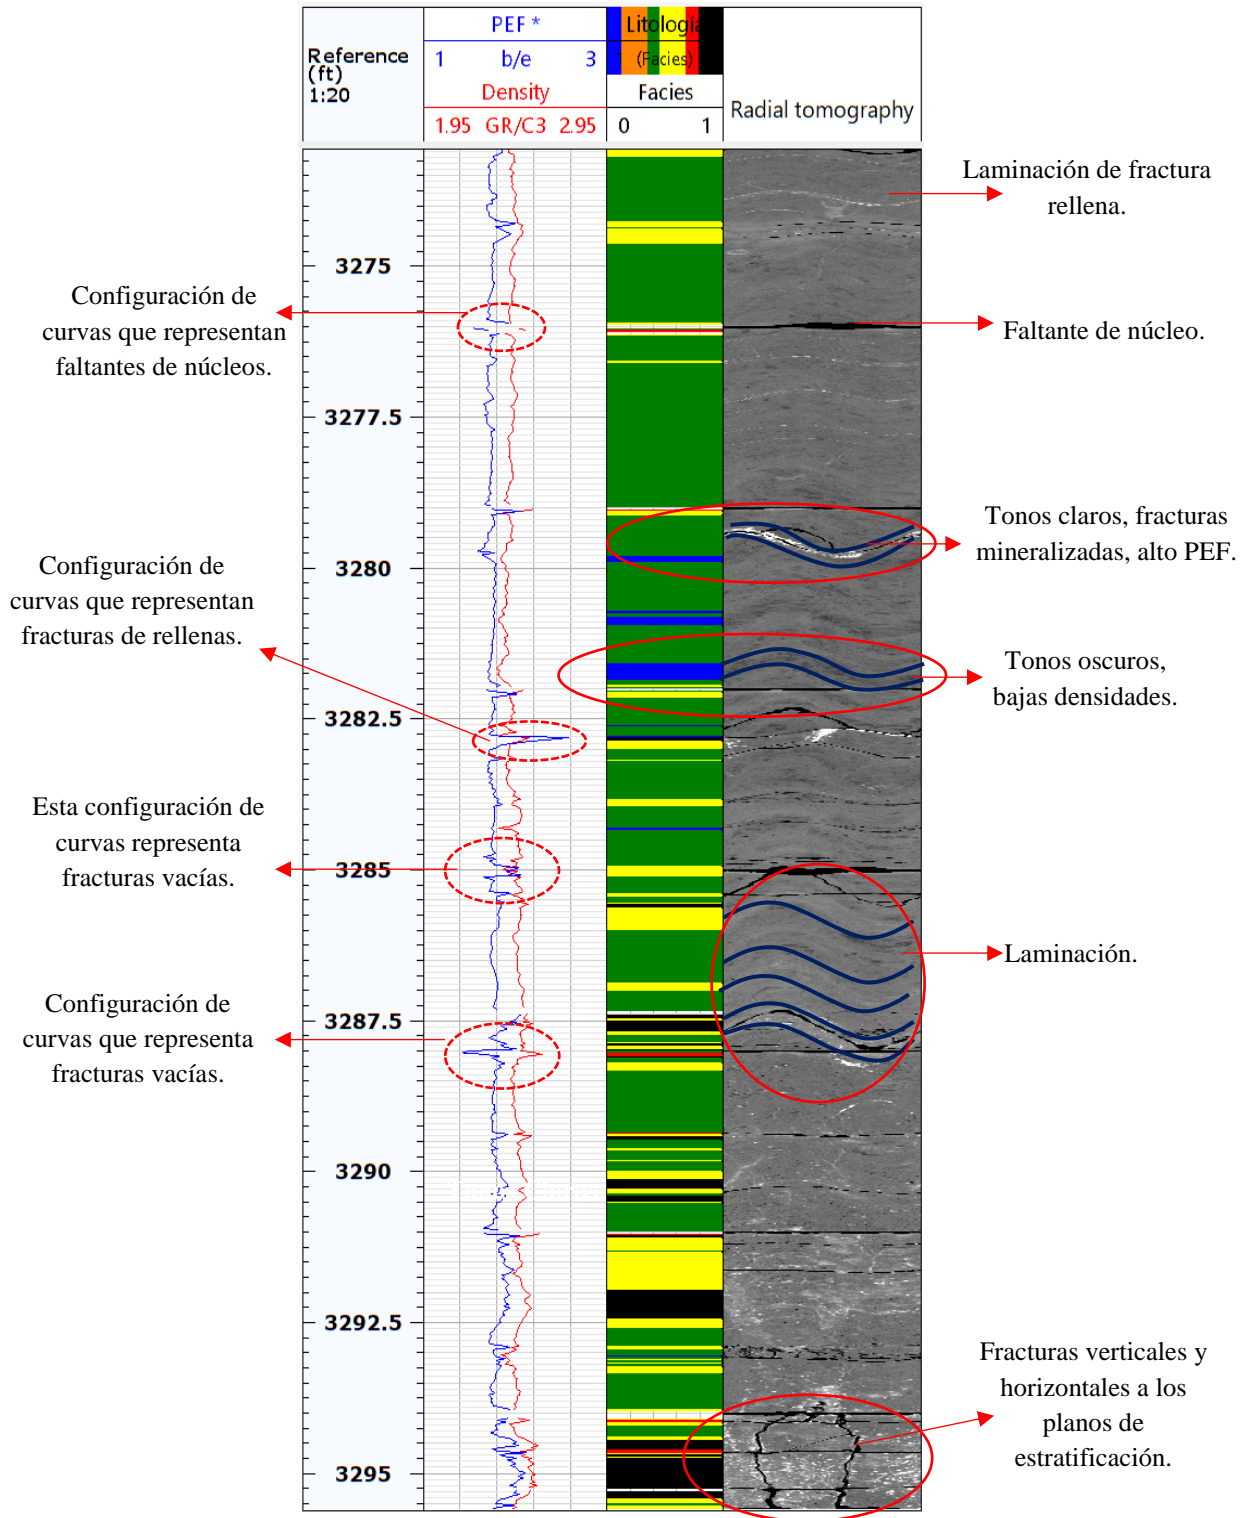 Reference
(ft)
1:20
PEF *
1 b/e 3
Density
1.95 GR/C3 2.95
Litología
(Facies)
Facies
0 1
Radial tomography
3275
3277.5
3280
3282.5
3285
3287.5
3290
3292.5
3295
Configuración de
curvas que representan
faltantes de núcleos.
Configuración de
curvas que representan
fracturas de rellenas.
Esta configuración de
curvas representa
fracturas vacías.
Configuración de
curvas que representa
fracturas vacías.
Laminación de fractura
rellena.
Faltante de núcleo.
Tonos claros, fracturas
mineralizadas, alto PEF.
Tonos oscuros,
bajas densidades.
Laminación.
Fracturas verticales y
horizontales a los
planos de
estratificación.